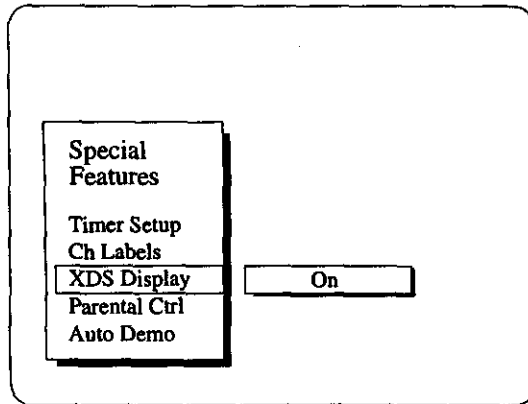 Special
Features
Timer Setup
Ch Labels
XDS Display
On
Parental Ctrl
Auto Demo